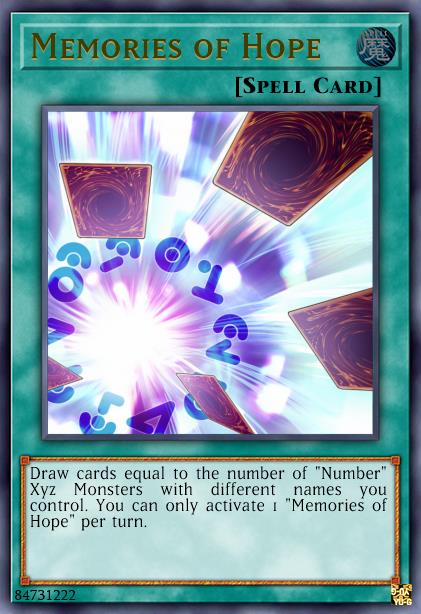 Memories of Hope
魔
[Spell Card]
Draw cards equal to the number of "Number"
Xyz Monsters with different names you
control. You can only activate 1 "Memories of
Hope" per turn.
84731222